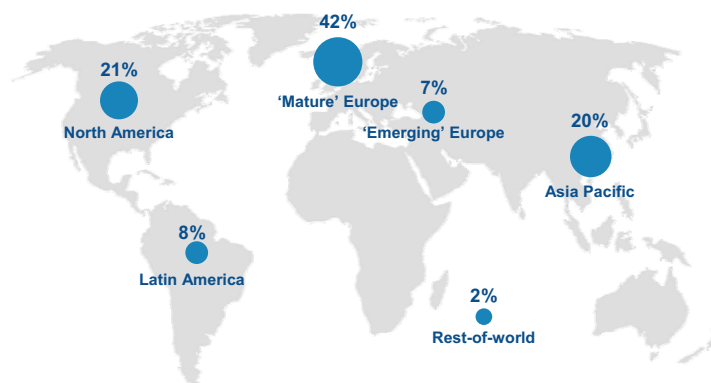 42%
'Mature' Europe
21%
North America
7%
'Emerging' Europe
20%
Asia Pacific
8%
Latin America
2%
Rest-of-world